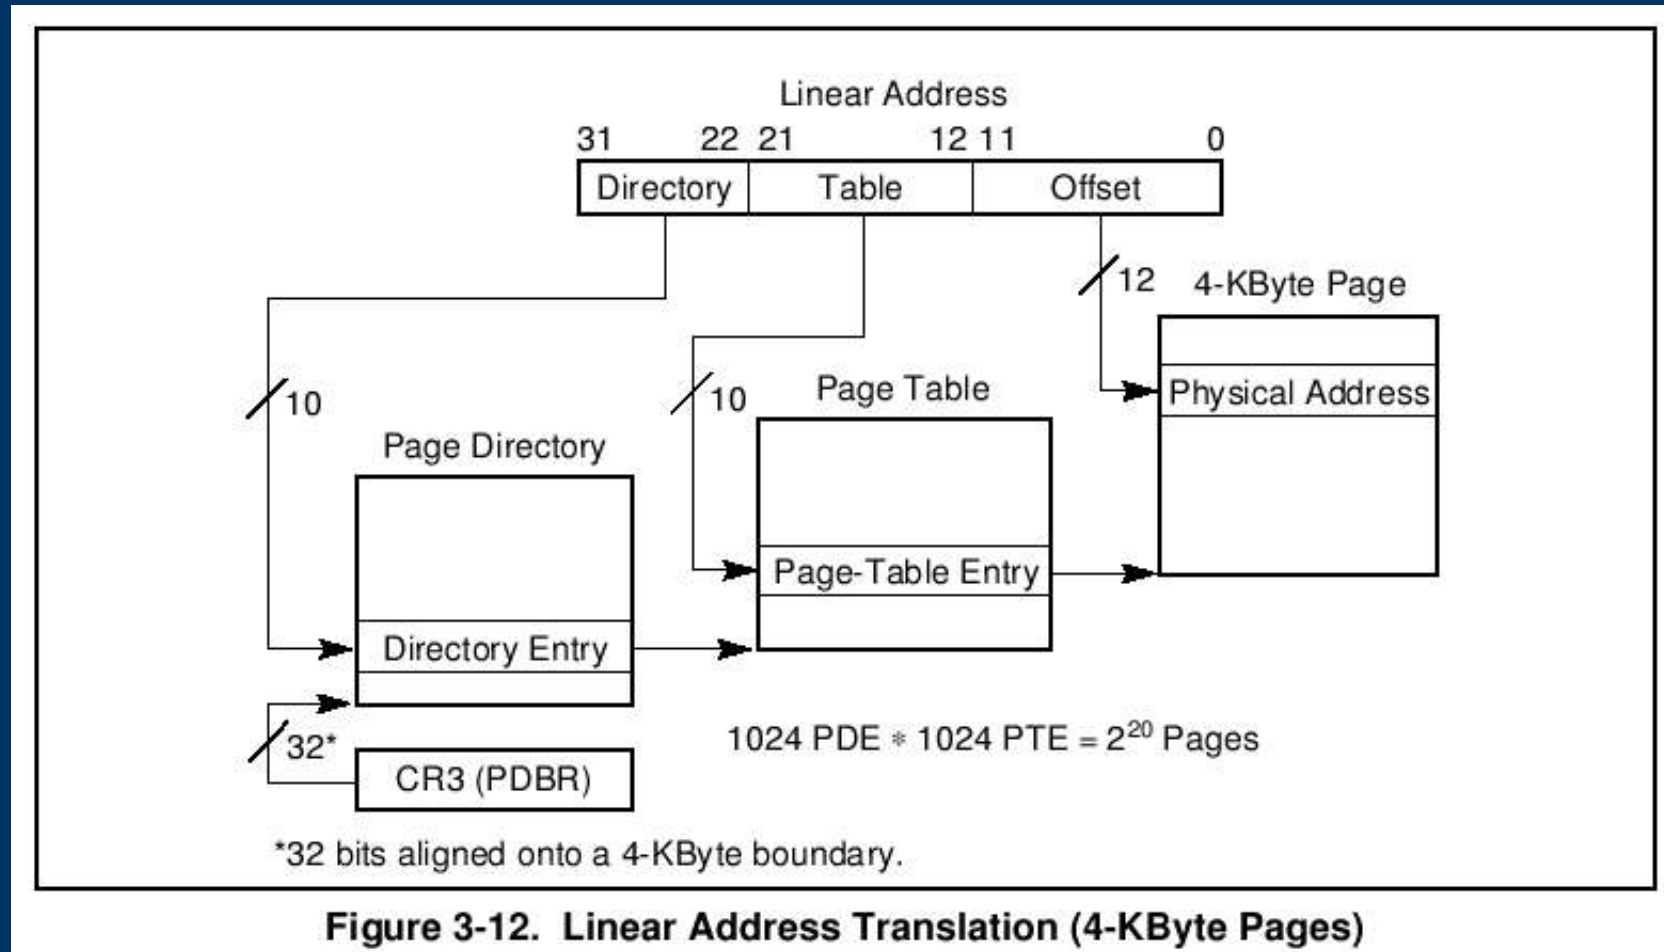 Linear Address
31 22 21 12 11 0
Directory Table Offset
12
4-KByte Page
Physical Address
10
Page Table
10
Page-Table Entry
Page Directory
Directory Entry
32*
CR3 (PDBR)
1024 PDE * 1024 PTE = 2²⁰ Pages
*32 bits aligned onto a 4-KByte boundary.
Figure 3-12. Linear Address Translation (4-KByte Pages)